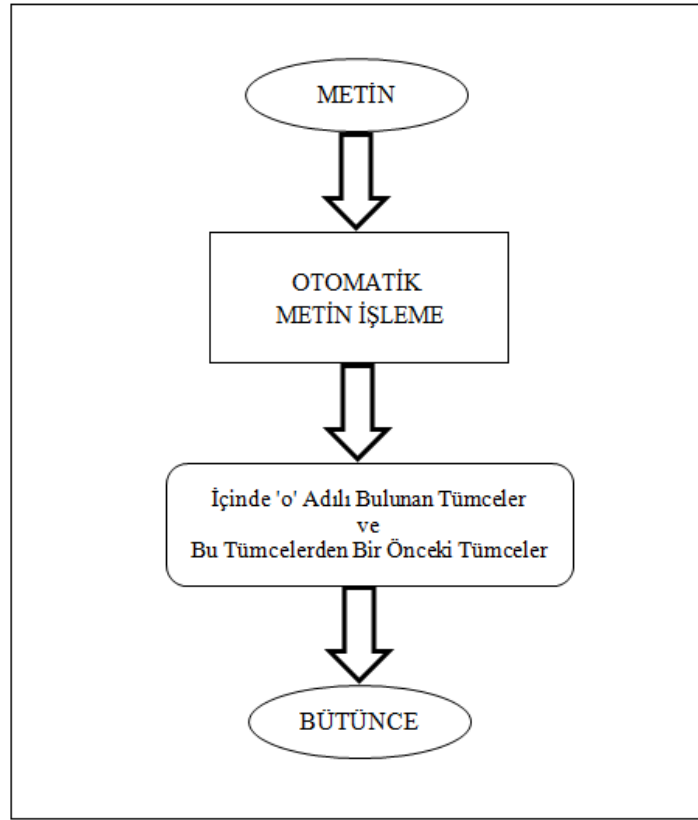 METİN
OTOMATİK
METİN İŞLEME
İçinde 'o' Adılı Bulunan Tümceler
ve
Bu Tümcelerden Bir Önceki Tümceler
BÜTÜNCE